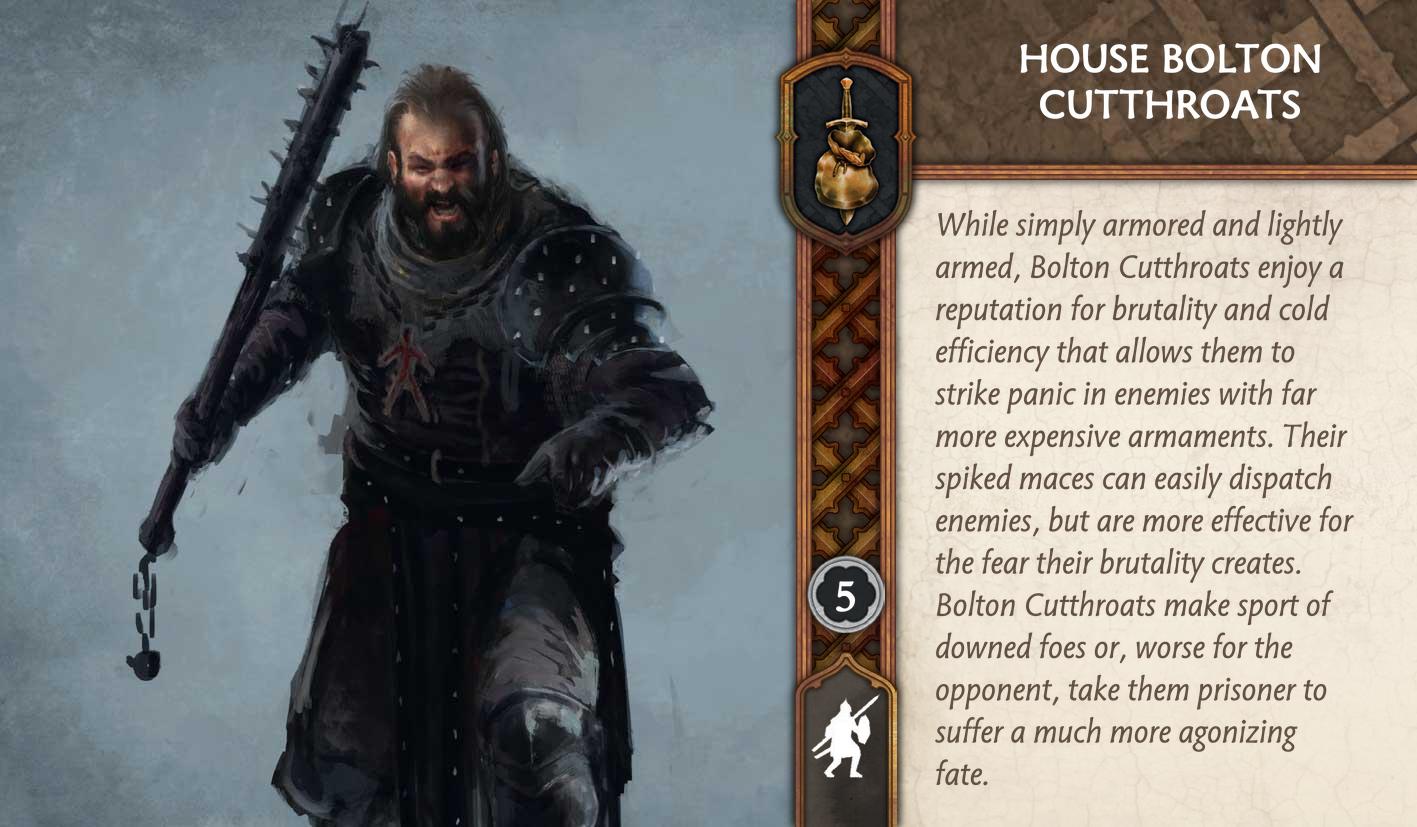 HOUSE BOLTON
CUTTHROATS
While simply armored and lightly
armed, Bolton Cutthroats enjoy a
reputation for brutality and cold
efficiency that allows them to
strike panic in enemies with far
more expensive armaments. Their
spiked maces can easily dispatch
enemies, but are more effective for
the fear their brutality creates.
Bolton Cutthroats make sport of
downed foes or, worse for the
opponent, take them prisoner to
suffer a much more agonizing
fate.
5